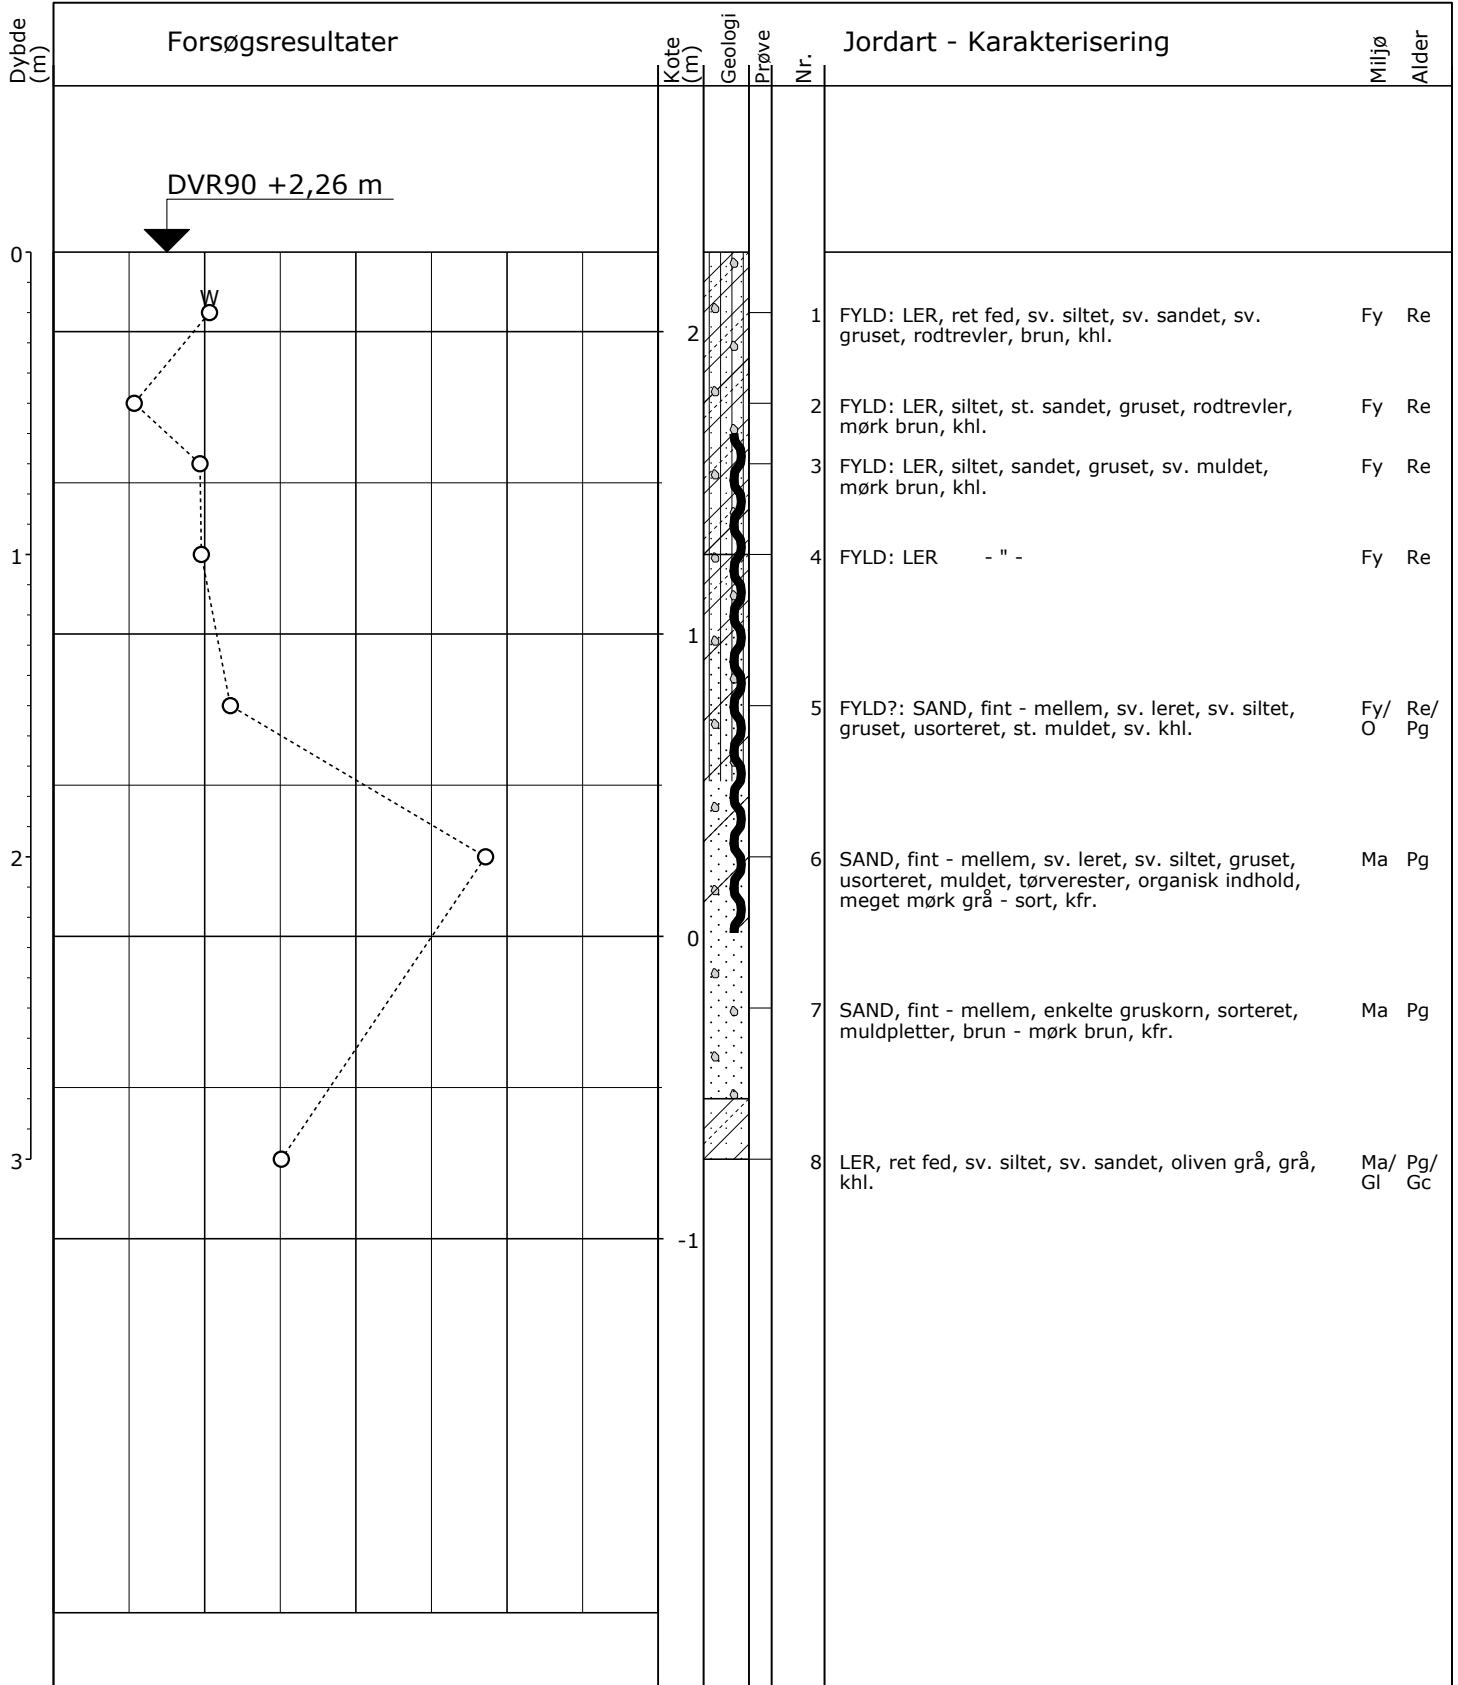 Dybde
(m)
Forsøgsresultater
Kote
(m)
Geologi
Prøve
Nr.
Jordart - Karakterisering
Miljø
Alder
DVR90 +2,26 m
0
W
1 FYLD: LER, ret fed, sv. siltet, sv. sandet, sv. Fy Re
gruset, rodtrevler, brun, khl.
2
2 FYLD: LER, siltet, st. sandet, gruset, rodtrevler, Fy Re
mørk brun, khl.
3 FYLD: LER, siltet, sandet, gruset, sv. muldet, Fy Re
mørk brun, khl.
1
4 FYLD: LER - " - Fy Re
1
5 FYLD?: SAND, fint - mellem, sv. leret, sv. siltet, Fy/ Re/
gruset, usorteret, st. muldet, sv. khl. O Pg
2
6 SAND, fint - mellem, sv. leret, sv. siltet, gruset, Ma Pg
usorteret, muldet, tørverester, organisk indhold,
meget mørk grå - sort, kfr.
0
7 SAND, fint - mellem, enkelte gruskorn, sorteret, Ma Pg
muldpletter, brun - mørk brun, kfr.
3
8 LER, ret fed, sv. siltet, sv. sandet, oliven grå, grå, Ma/ Pg/
khl. Gl Gc
-1